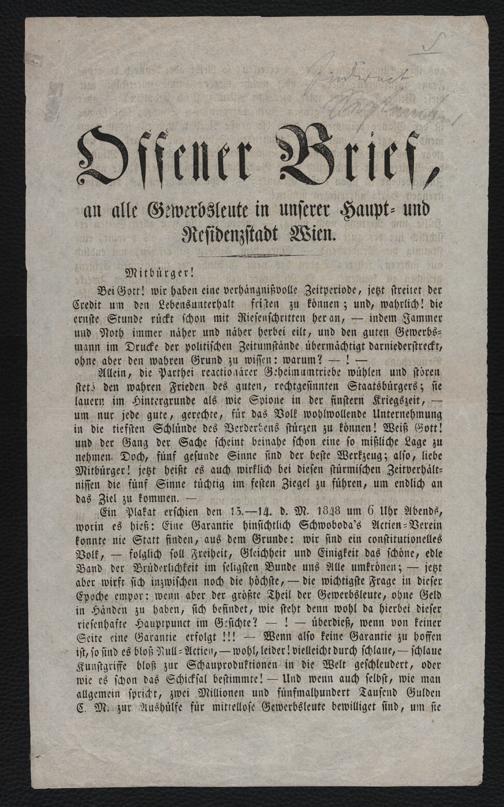 Offener Brief,
an alle Gewerbsleute in unserer Haupt- und
Residenzstadt Wien.
Mitbürger!
Bei Gott! wir haben eine verhängnißvolle Zeitperiode, jetzt streitet der
Credit um den Lebensunterhalt fristen zu können; und, wahrlich! die
ernste Stunde rückt schon mit Riesenschritten heran, — indem Jammer
und Noth immer näher und näher herbei eilt, und den guten Gewerbs-
mann im Drucke der politischen Zeitumstände übermächtigt darniederstreckt,
ohne aber den wahren Grund zu wissen: warum? — ! —
Allein, die Parthei reactionärer Geheimumtriebe wühlen und stören
stets den wahren Frieden des guten, rechtgesinnten Staatsbürgers; sie
lauern im Hintergrunde als wie Spione in der finstern Kriegszeit, —
um nur jede gute, gerechte, für das Volk wohlwollende Unternehmung
in die tiefsten Schlünde des Verderbens stürzen zu können! Weiß Gott!
und der Gang der Sache scheint beinahe schon eine so mißliche Lage zu
nehmen. Doch, fünf gesunde Sinne sind der beste Werkzeug; also, liebe
Mitbürger! jetzt heißt es auch wirklich bei diesen stürmischen Zeitverhält-
nissen die fünf Sinne tüchtig im festen Ziegel zu führen, um endlich an
das Ziel zu kommen. —
Ein Plakat erschien den 13.—14. d. M. 1848 um 6 Uhr Abends,
worin es hieß: Eine Garantie hinsichtlich Schwoboda's Actien-Verein
konnte nie Statt finden, aus dem Grunde: wir sind ein constitutionelles
Volk, — folglich soll Freiheit, Gleichheit und Einigkeit das schöne, edle
Band der Brüderlichkeit im seligsten Bunde uns Alle umkrönen; — jetzt
aber wirft sich inzwischen noch die höchste, — die wichtigste Frage in dieser
Epoche empor: wenn aber der größte Theil der Gewerbsleute, ohne Geld
in Händen zu haben, sich befindet, wie steht denn wohl da hierbei dieser
riesenhafte Hauptpunct im Gesichte? — ! — überdieß, wenn von keiner
Seite eine Garantie erfolgt !!! — Wenn also keine Garantie zu hoffen
ist, so sind es bloß Null-Actien, — wohl, leider! vielleicht durch schlaue, — schlaue
Kunstgriffe bloß zur Schauproduktionen in die Welt geschleudert, oder
wie es schon das Schicksal bestimmte! — Und wenn auch selbst, wie man
allgemein spricht, zwei Millionen und fünfmalhundert Tausend Gulden
C. M. zur Aushülfe für mittellose Gewerbsleute bewilliget sind, um sie